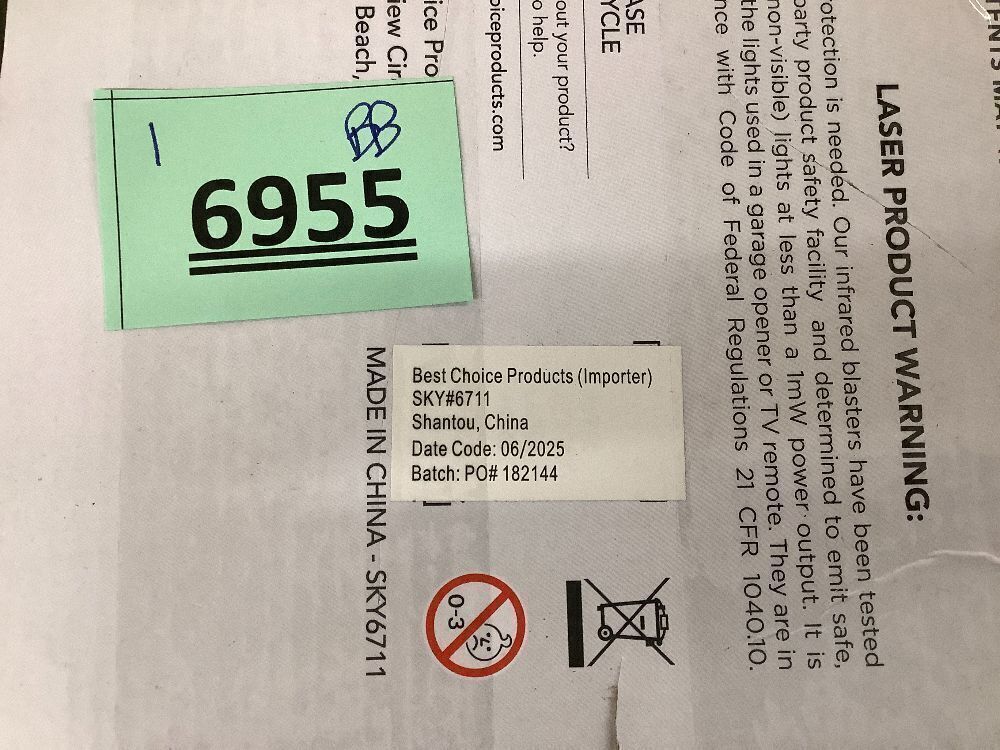 LASER PRODUCT WARNING:
rotection is needed. Our infrared blasters have been tested
party product safety facility and determined to emit safe,
non-visible) lights at less than a 1mW power output. It is
the lights used in a garage opener or TV remote. They are in
nce with Code of Federal Regulations 21 CFR 1040.10.
ASE
YCLE
out your product?
o help.
oiceproducts.com
ice Pro
iew Cir
Beach,
I BB
6955
Best Choice Products (Importer)
SKY#6711
Shantou, China
Date Code: 06/2025
Batch: PO# 182144
MADE IN CHINA - SKY6711
0-3